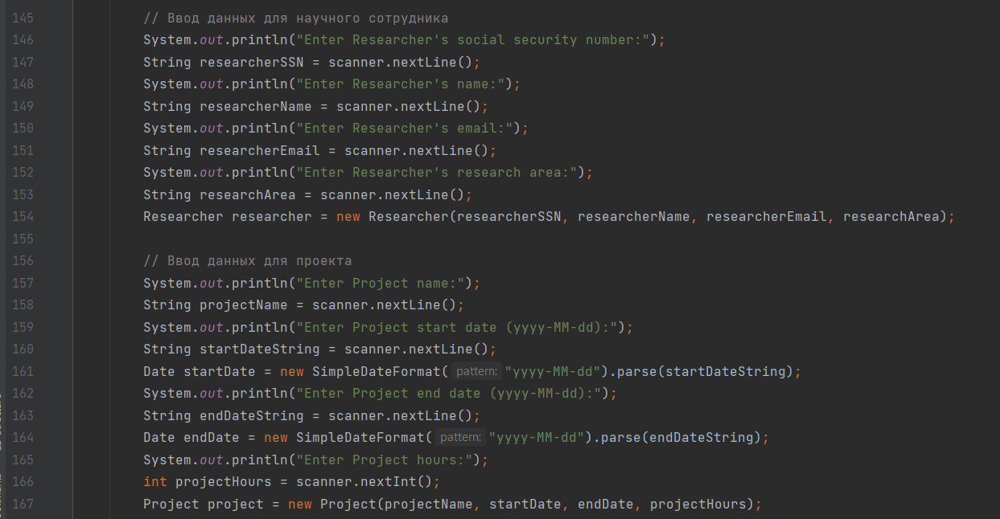 145 // Ввод данных для научного сотрудника
146 System.out.println("Enter Researcher's social security number:");
147 String researcherSSN = scanner.nextLine();
148 System.out.println("Enter Researcher's name:");
149 String researcherName = scanner.nextLine();
150 System.out.println("Enter Researcher's email:");
151 String researcherEmail = scanner.nextLine();
152 System.out.println("Enter Researcher's research area:");
153 String researchArea = scanner.nextLine();
154 Researcher researcher = new Researcher(researcherSSN, researcherName, researcherEmail, researchArea);
155
156 // Ввод данных для проекта
157 System.out.println("Enter Project name:");
158 String projectName = scanner.nextLine();
159 System.out.println("Enter Project start date (yyyy-MM-dd):");
160 String startDateString = scanner.nextLine();
161 Date startDate = new SimpleDateFormat( pattern: "yyyy-MM-dd").parse(startDateString);
162 System.out.println("Enter Project end date (yyyy-MM-dd):");
163 String endDateString = scanner.nextLine();
164 Date endDate = new SimpleDateFormat( pattern: "yyyy-MM-dd").parse(endDateString);
165 System.out.println("Enter Project hours:");
166 int projectHours = scanner.nextInt();
167 Project project = new Project(projectName, startDate, endDate, projectHours);